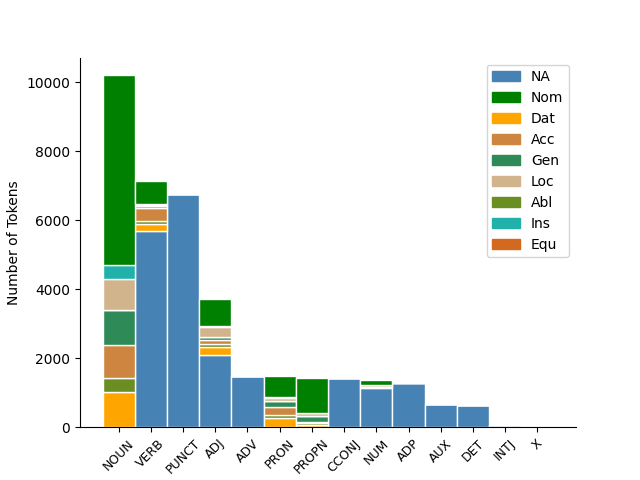 10000
8000
6000
4000
2000
0
Number of Tokens
NA
Nom
Dat
Acc
Gen
Loc
Abl
Ins
Equ
NOUN
VERB
PUNCT
ADJ
ADV
PRON
PROPN
CCONJ
NUM
ADP
AUX
DET
INTJ
X